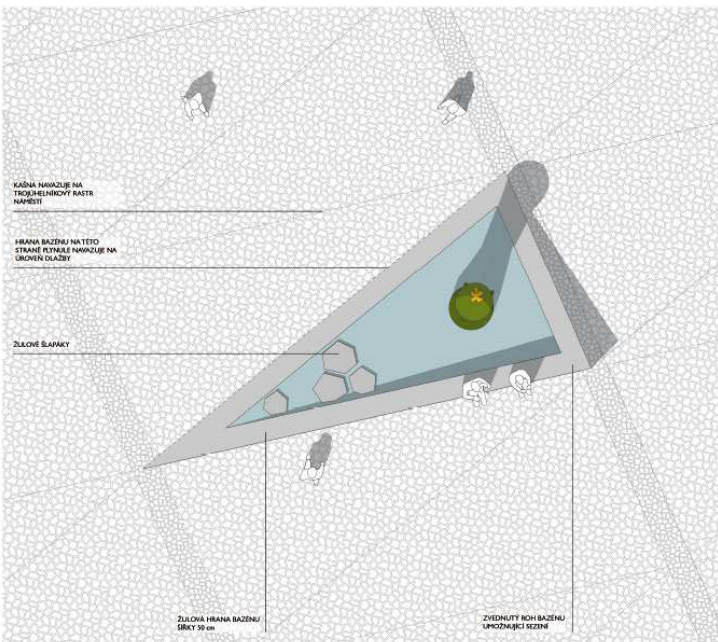 KAŠNA NAVAZUJE NA
TROJÚHELNÍKOVÝ RASTR
NÁMĚSTÍ
HRANA BAZÉNU NA TÉTO
STRANĚ PLYNULE NAVAZUJE NA
ÚROVEŇ DLAŽBY
ŽULOVÉ ŠLAPÁKY
ŽULOVÁ HRANA BAZÉNU
ŠÍŘKY 50 cm
ZVEDNUTÝ ROH BAZÉNU
UMOŽNUJÍCÍ SEZENÍ